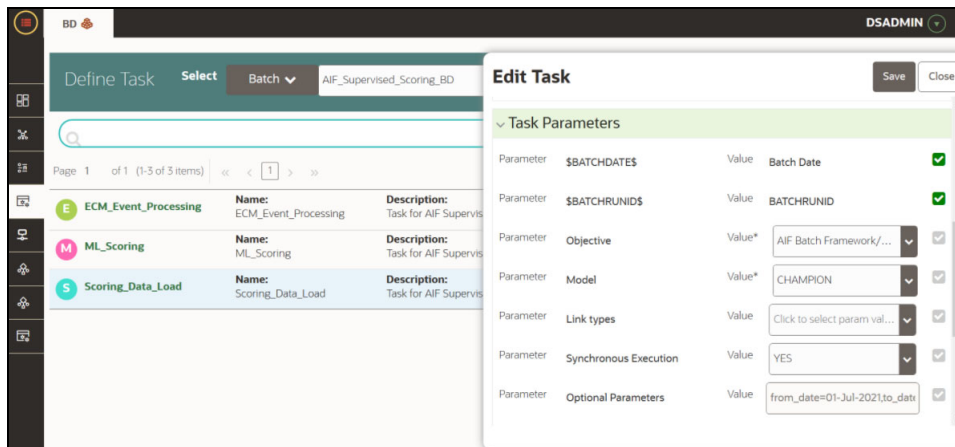 BD
DSADMIN
Define Task Select Batch AIF_Supervised_Scoring_BD
Page 1 of 1 (1-3 of 3 items) « < 1 > »
E ECM_Event_Processing Name: Description:
ECM_Event_Processing Task for AIF Supervis
M ML_Scoring Name: Description:
ML_Scoring Task for AIF Supervis
S Scoring_Data_Load Name: Description:
Scoring_Data_Load Task for AIF Supervis
Edit Task Save Close
Task Parameters
Parameter $BATCHDATE$ Value Batch Date
Parameter $BATCHRUNID$ Value BATCHRUNID
Parameter Objective Value* AIF Batch Framework/...
Parameter Model Value* CHAMPION
Parameter Link types Value Click to select param val...
Parameter Synchronous Execution Value YES
Parameter Optional Parameters Value from_date=01-Jul-2021,to_date